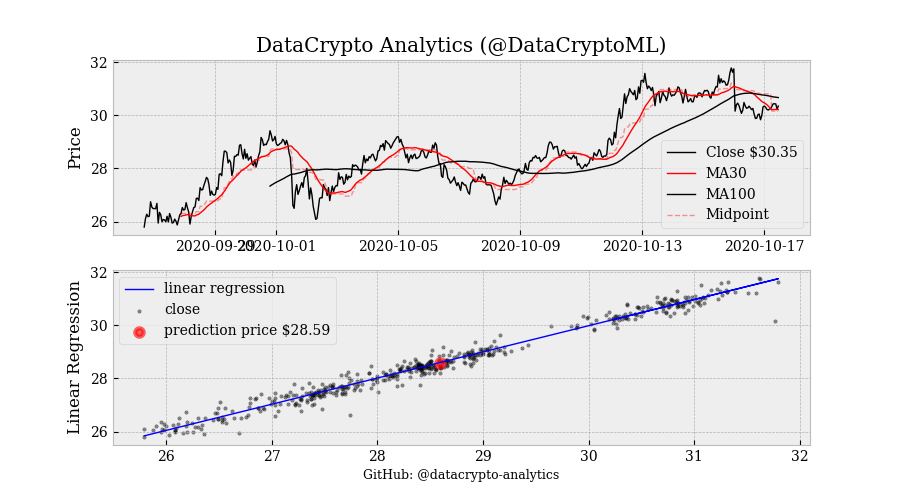 DataCrypto Analytics (@DataCryptoML)
Price
32
30
28
26
Close $30.35
MA30
MA100
Midpoint
2020-09-29 2020-10-01 2020-10-05 2020-10-09 2020-10-13 2020-10-17
Linear Regression
32
30
28
26
linear regression
close
prediction price $28.59
26 27 28 29 30 31 32
GitHub: @datacrypto-analytics